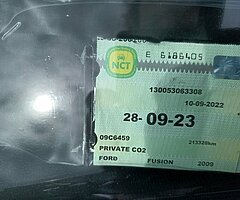 E 6186405
NCT
130053063308
10-09-2022
28-09-23
09C6459
213328km
PRIVATE CO2
FORD FUSION 2009